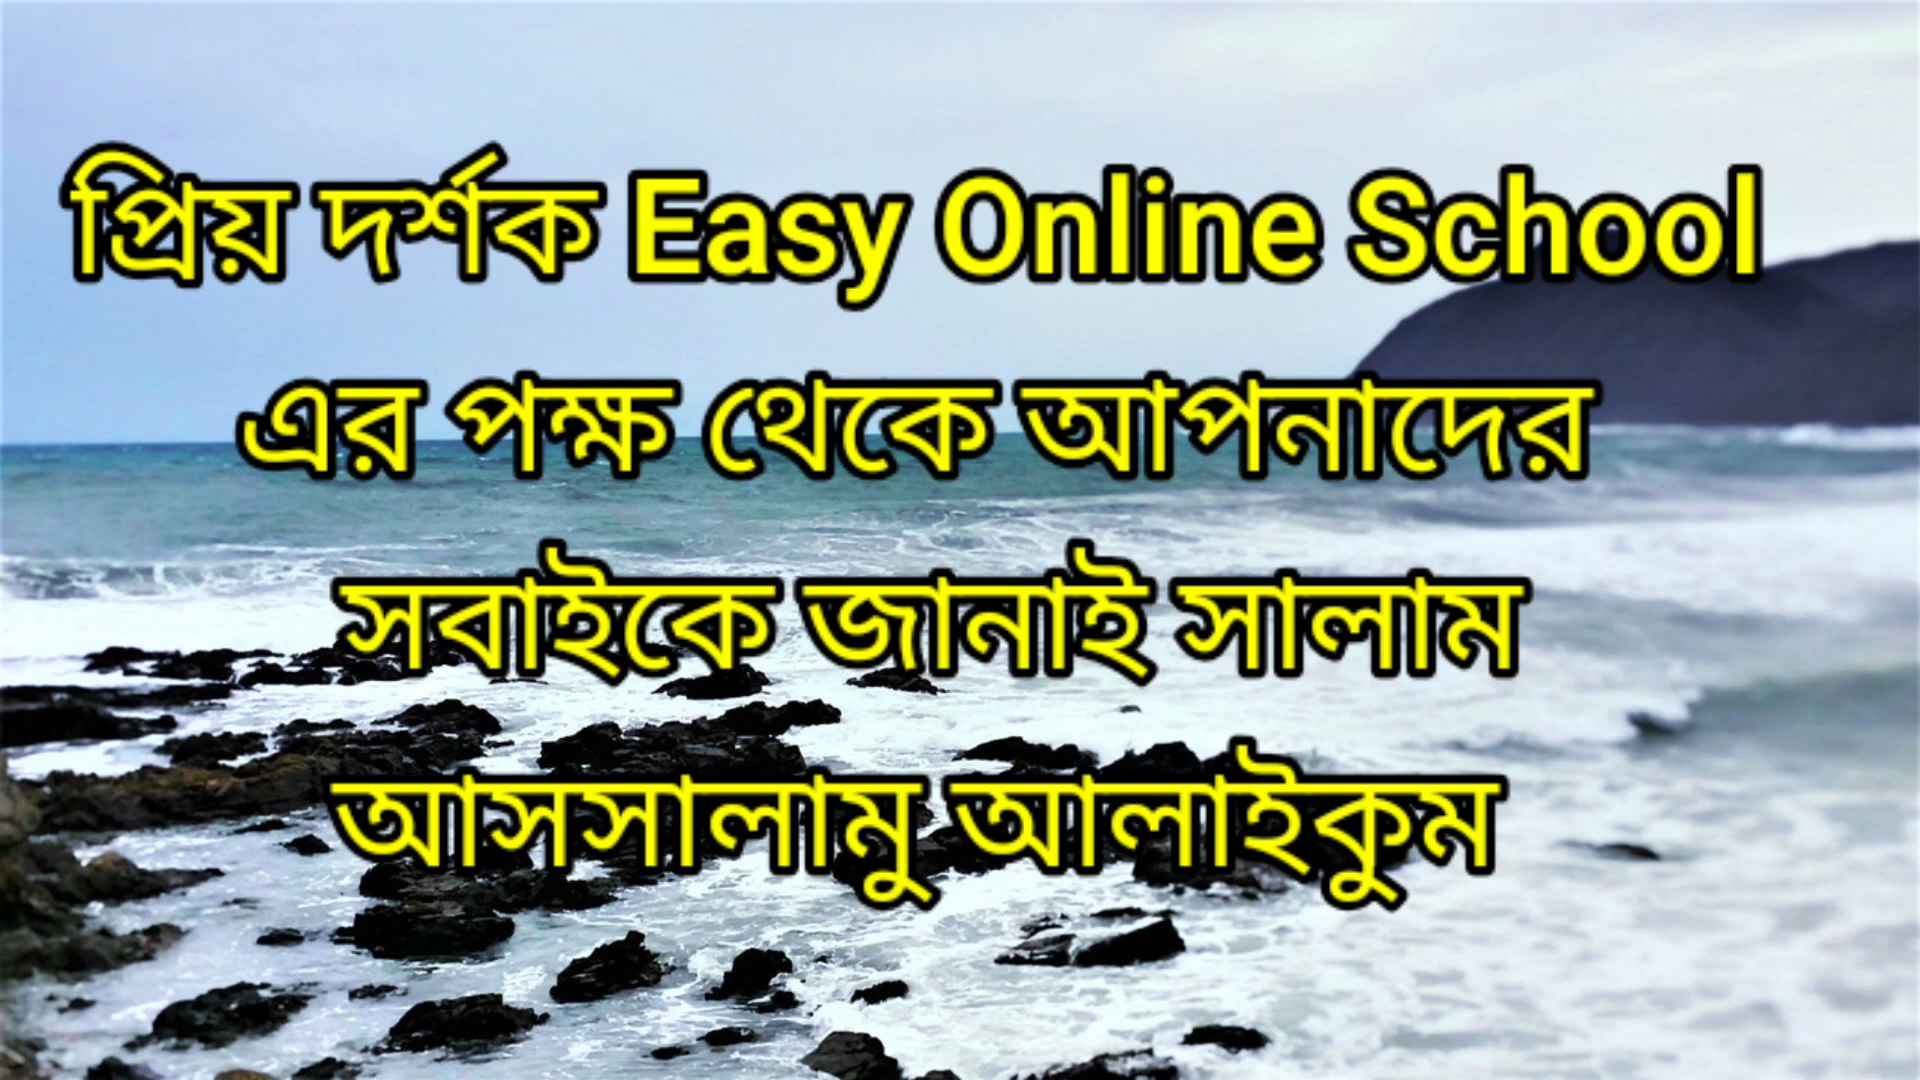 প্রিয় দর্শক Easy Online School
এর পক্ষ থেকে আপনাদের
সবাইকে জানাই সালাম
আসসালামু আলাইকুম